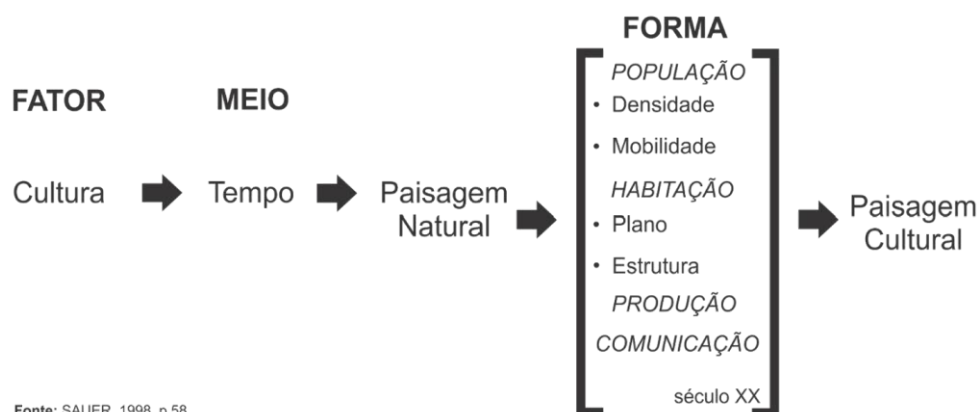 FATOR
MEIO
FORMA
Cultura
Tempo
Paisagem
Natural
POPULAÇÃO
• Densidade
• Mobilidade
HABITAÇÃO
• Plano
• Estrutura
PRODUÇÃO
COMUNICAÇÃO
século XX
Paisagem
Cultural
Fonte: SAUER, 1998, p.58